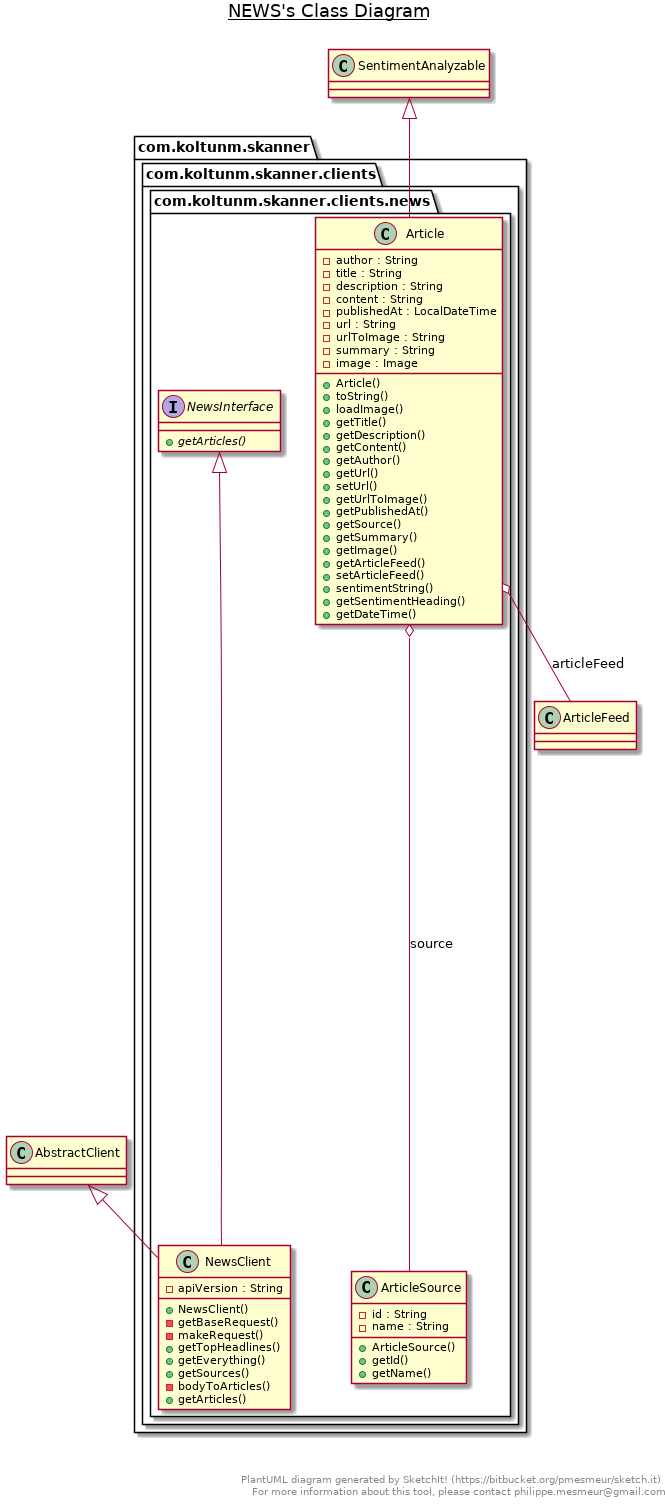 NEWS's Class Diagram
C SentimentAnalyzable
com.koltunm.skanner
com.koltunm.skanner.clients
com.koltunm.skanner.clients.news
C Article
author : String
title : String
description : String
content : String
publishedAt : LocalDateTime
url : String
urlToImage : String
summary : String
image : Image
Article()
toString()
loadImage()
getTitle()
getDescription()
getContent()
getAuthor()
getUrl()
setUrl()
getUrlToImage()
getPublishedAt()
getSource()
getSummary()
getImage()
getArticleFeed()
setArticleFeed()
sentimentString()
getSentimentHeading()
getDateTime()
I NewsInterface
getArticles()
articleFeed
C ArticleFeed
source
C AbstractClient
C NewsClient
apiVersion : String
NewsClient()
getBaseRequest()
makeRequest()
getTopHeadlines()
getEverything()
getSources()
bodyToArticles()
getArticles()
C ArticleSource
id : String
name : String
ArticleSource()
getId()
getName()
PlantUML diagram generated by SketchIt! (https://bitbucket.org/pmesmeur/sketch.it)
For more information about this tool, please contact philippe.mesmeur@gmail.com